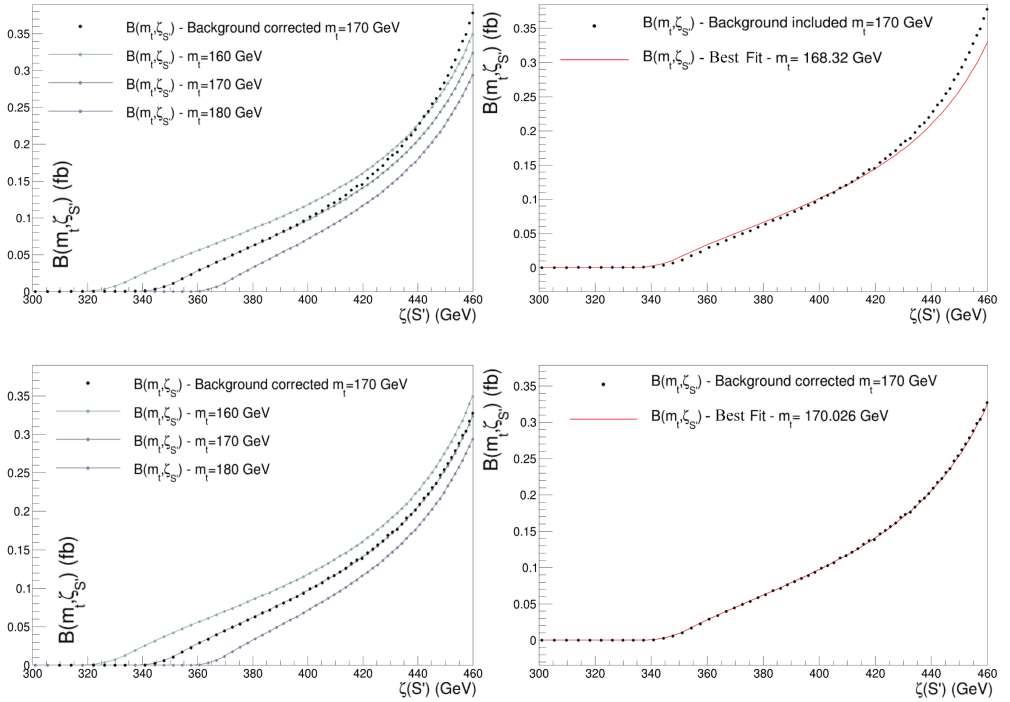 B(m_t,ζ_S') - Background corrected m_t=170 GeV
B(m_t,ζ_S') - m_t=160 GeV
B(m_t,ζ_S') - m_t=170 GeV
B(m_t,ζ_S') - m_t=180 GeV
B(m_t,ζ_S') (fb)
0.35
0.3
0.25
0.2
0.15
0.1
0.05
0
300 320 340 360 380 400 420 440 460
ζ(S') (GeV)
B(m_t,ζ_S') - Background included m_t=170 GeV
B(m_t,ζ_S') - Best Fit - m_t= 168.32 GeV
B(m_t,ζ_S') (fb)
0.35
0.3
0.25
0.2
0.15
0.1
0.05
0
300 320 340 360 380 400 420 440 460
ζ(S') (GeV)
B(m_t,ζ_S') - Background corrected m_t=170 GeV
B(m_t,ζ_S') - m_t=160 GeV
B(m_t,ζ_S') - m_t=170 GeV
B(m_t,ζ_S') - m_t=180 GeV
B(m_t,ζ_S') (fb)
0.35
0.3
0.25
0.2
0.15
0.1
0.05
0
300 320 340 360 380 400 420 440 460
ζ(S') (GeV)
B(m_t,ζ_S') - Background corrected m_t=170 GeV
B(m_t,ζ_S') - Best Fit - m_t= 170.026 GeV
B(m_t,ζ_S') (fb)
0.35
0.3
0.25
0.2
0.15
0.1
0.05
0
300 320 340 360 380 400 420 440 460
ζ(S') (GeV)